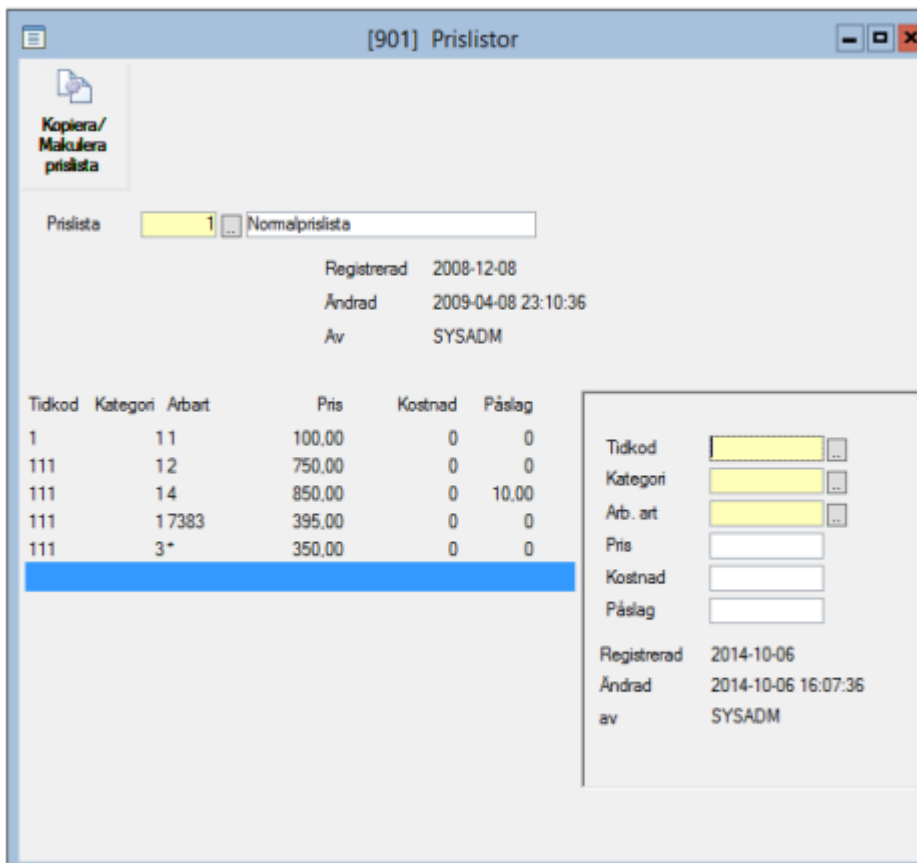 [901] Prislistor
Kopiera/
Makulera
prislista
Prislista 1 .. Normalprislista
Registrerad 2008-12-08
Ändrad 2009-04-08 23:10:36
Av SYSADM
Tidkod Kategori Arbart Pris Kostnad Påslag
1 1 1 100,00 0 0
111 1 2 750,00 0 0
111 1 4 850,00 0 10,00
111 1 7383 395,00 0 0
111 3 * 350,00 0 0
Tidkod ..
Kategori ..
Arb. art ..
Pris
Kostnad
Påslag
Registrerad 2014-10-06
Ändrad 2014-10-06 16:07:36
av SYSADM